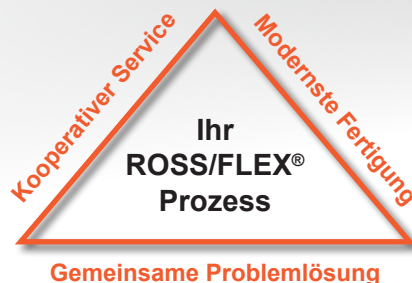 Kooperativer Service
Modernste Fertigung
Ihr
ROSS/FLEX®
Prozess
Gemeinsame Problemlösung